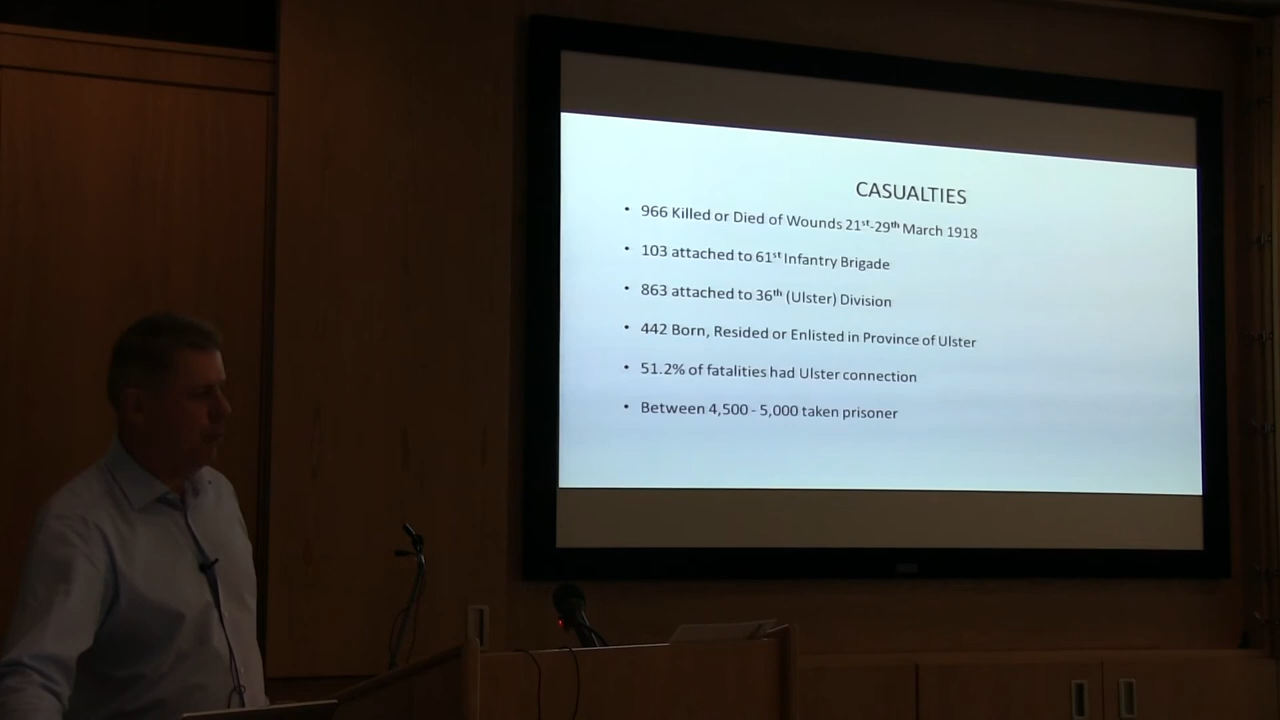 CASUALTIES
• 966 Killed or Died of Wounds 21st-29th March 1918
• 103 attached to 61st Infantry Brigade
• 863 attached to 36th (Ulster) Division
• 442 Born, Resided or Enlisted in Province of Ulster
• 51.2% of fatalities had Ulster connection
• Between 4,500 - 5,000 taken prisoner